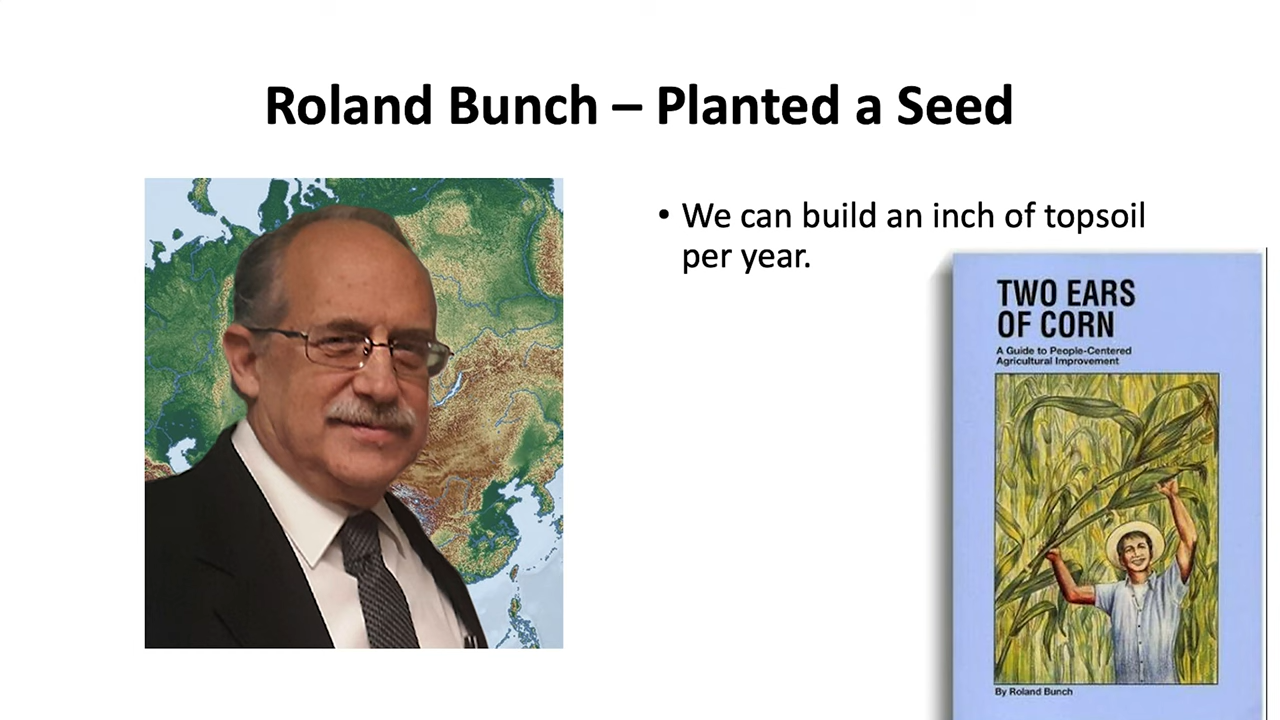 Roland Bunch – Planted a Seed
• We can build an inch of topsoil
per year.
TWO EARS
OF CORN
A Guide to People-Centered
Agricultural Improvement
By Roland Bunch